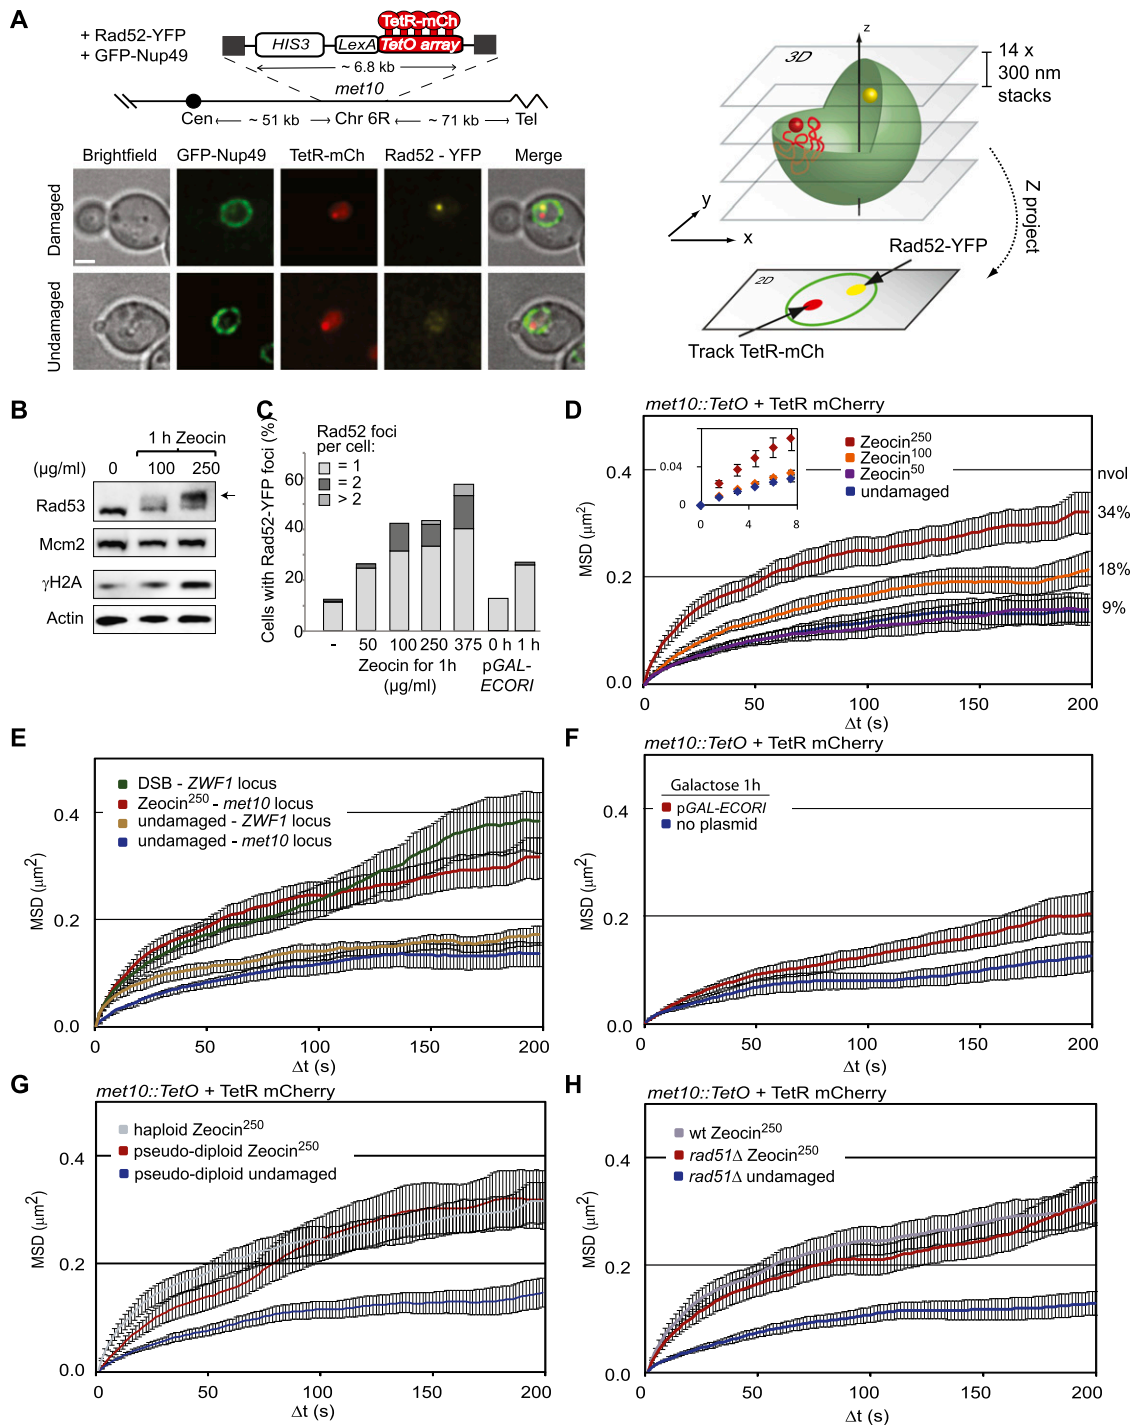 A
+ Rad52-YFP
+ GFP-Nup49
TetR-mCh
HIS3
LexA
TetO array
~ 6.8 kb
met10
Cen
~ 51 kb
Chr 6R
~ 71 kb
Tel
Brightfield
GFP-Nup49
TetR-mCh
Rad52 - YFP
Merge
Damaged
Undamaged
3D
z
14 x
300 nm
stacks
y
x
Z project
Rad52-YFP
2D
Track TetR-mCh
B
1 h Zeocin
(µg/ml)
0
100
250
Rad53
Mcm2
γH2A
Actin
C
Rad52 foci
per cell:
= 1
= 2
> 2
Cells with Rad52-YFP foci (%)
60
40
20
0
-
50
100
250
375
0 h
1 h
Zeocin for 1h
(µg/ml)
pGAL-
ECORI
D
met10::TetO + TetR mCherry
0.04
0
0
4
8
Zeocin250
Zeocin100
Zeocin50
undamaged
nvol
34%
18%
9%
MSD (µm2)
0.4
0.2
0.0
0
50
100
150
200
Δt (s)
E
DSB - ZWF1 locus
Zeocin250 - met10 locus
undamaged - ZWF1 locus
undamaged - met10 locus
MSD (µm2)
0.4
0.2
0.0
0
50
100
150
200
Δt (s)
F
met10::TetO + TetR mCherry
Galactose 1h
pGAL-ECORI
no plasmid
MSD (µm2)
0.4
0.2
0.0
0
50
100
150
200
Δt (s)
G
met10::TetO + TetR mCherry
haploid Zeocin250
pseudo-diploid Zeocin250
pseudo-diploid undamaged
MSD (µm2)
0.4
0.2
0.0
0
50
100
150
200
Δt (s)
H
met10::TetO + TetR mCherry
wt Zeocin250
rad51Δ Zeocin250
rad51Δ undamaged
MSD (µm2)
0.4
0.2
0.0
0
50
100
150
200
Δt (s)